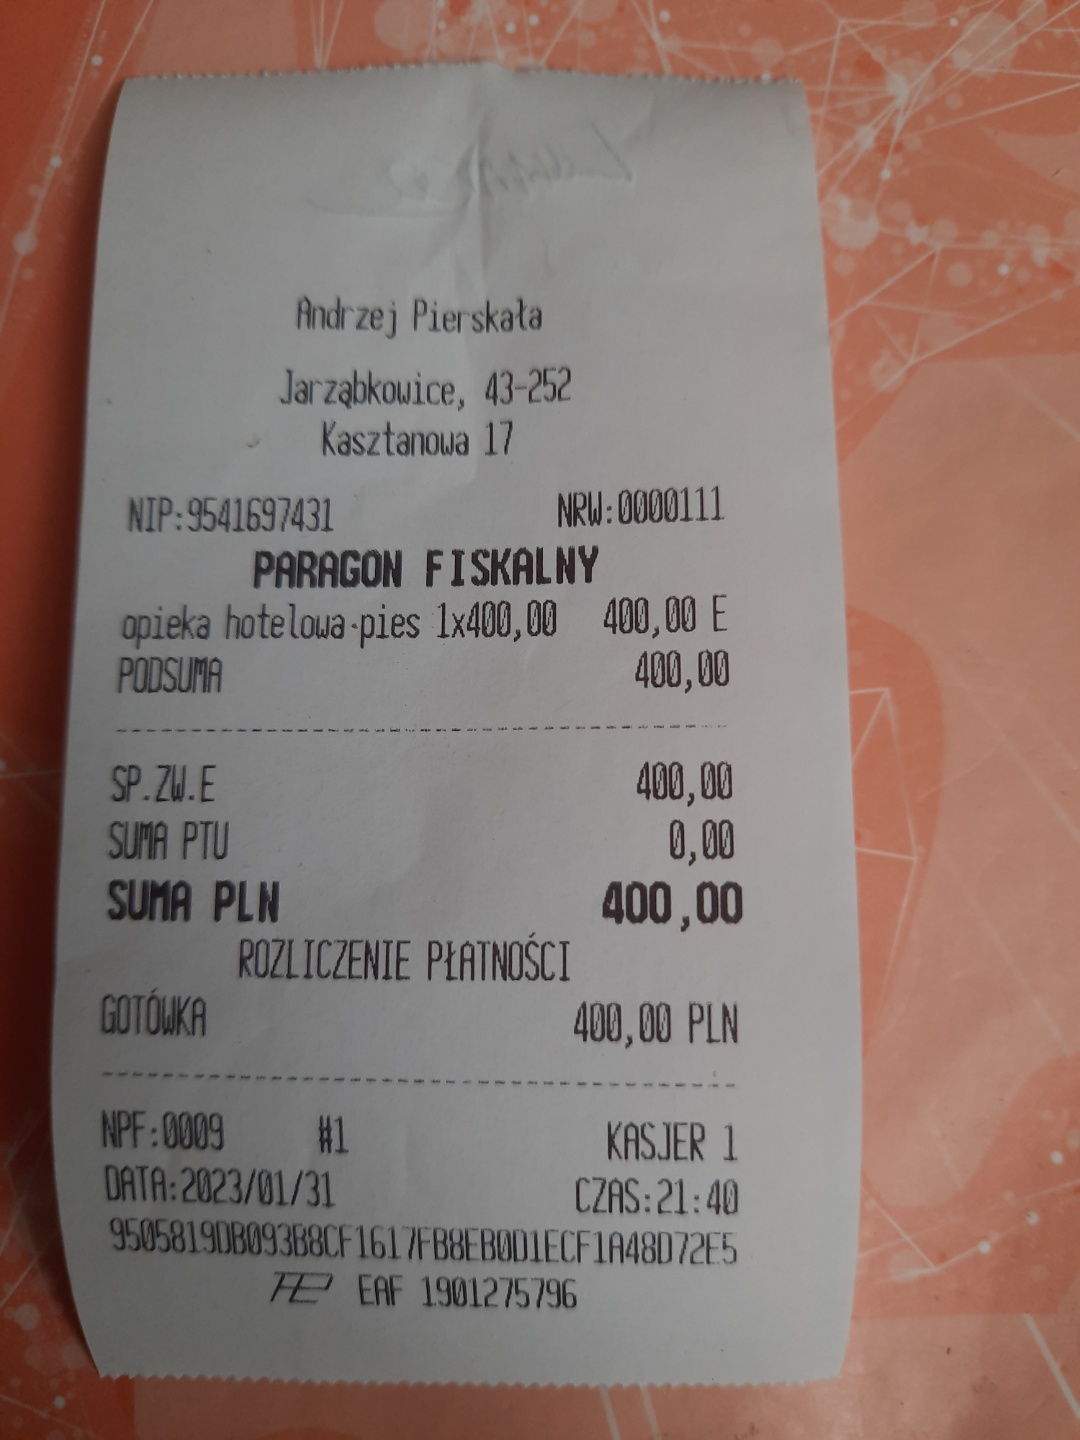 Andrzej Pierskała
Jarząbkowice, 43-252
Kasztanowa 17
NIP:9541697431 NRW:0000111
PARAGON FISKALNY
opieka hotelowa-pies 1x400,00 400,00 E
PODSUMA 400,00
SP.ZW.E 400,00
SUMA PTU 0,00
SUMA PLN 400,00
ROZLICZENIE PŁATNOŚCI
GOTÓWKA 400,00 PLN
NPF:0009 #1 KASJER 1
DATA:2023/01/31 CZAS:21:40
9505819DB093B8CF1617FB8EB0D1ECF1A48D72E5
EAF 1901275796